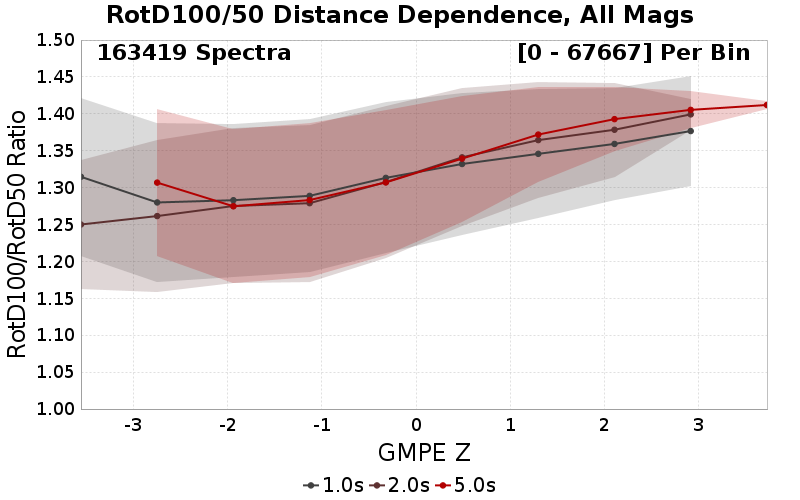 RotD100/50 Distance Dependence, All Mags
163419 Spectra
[0 - 67667] Per Bin
RotD100/RotD50 Ratio
1.50
1.45
1.40
1.35
1.30
1.25
1.20
1.15
1.10
1.05
1.00
-3 -2 -1 0 1 2 3
GMPE Z
1.0s 2.0s 5.0s